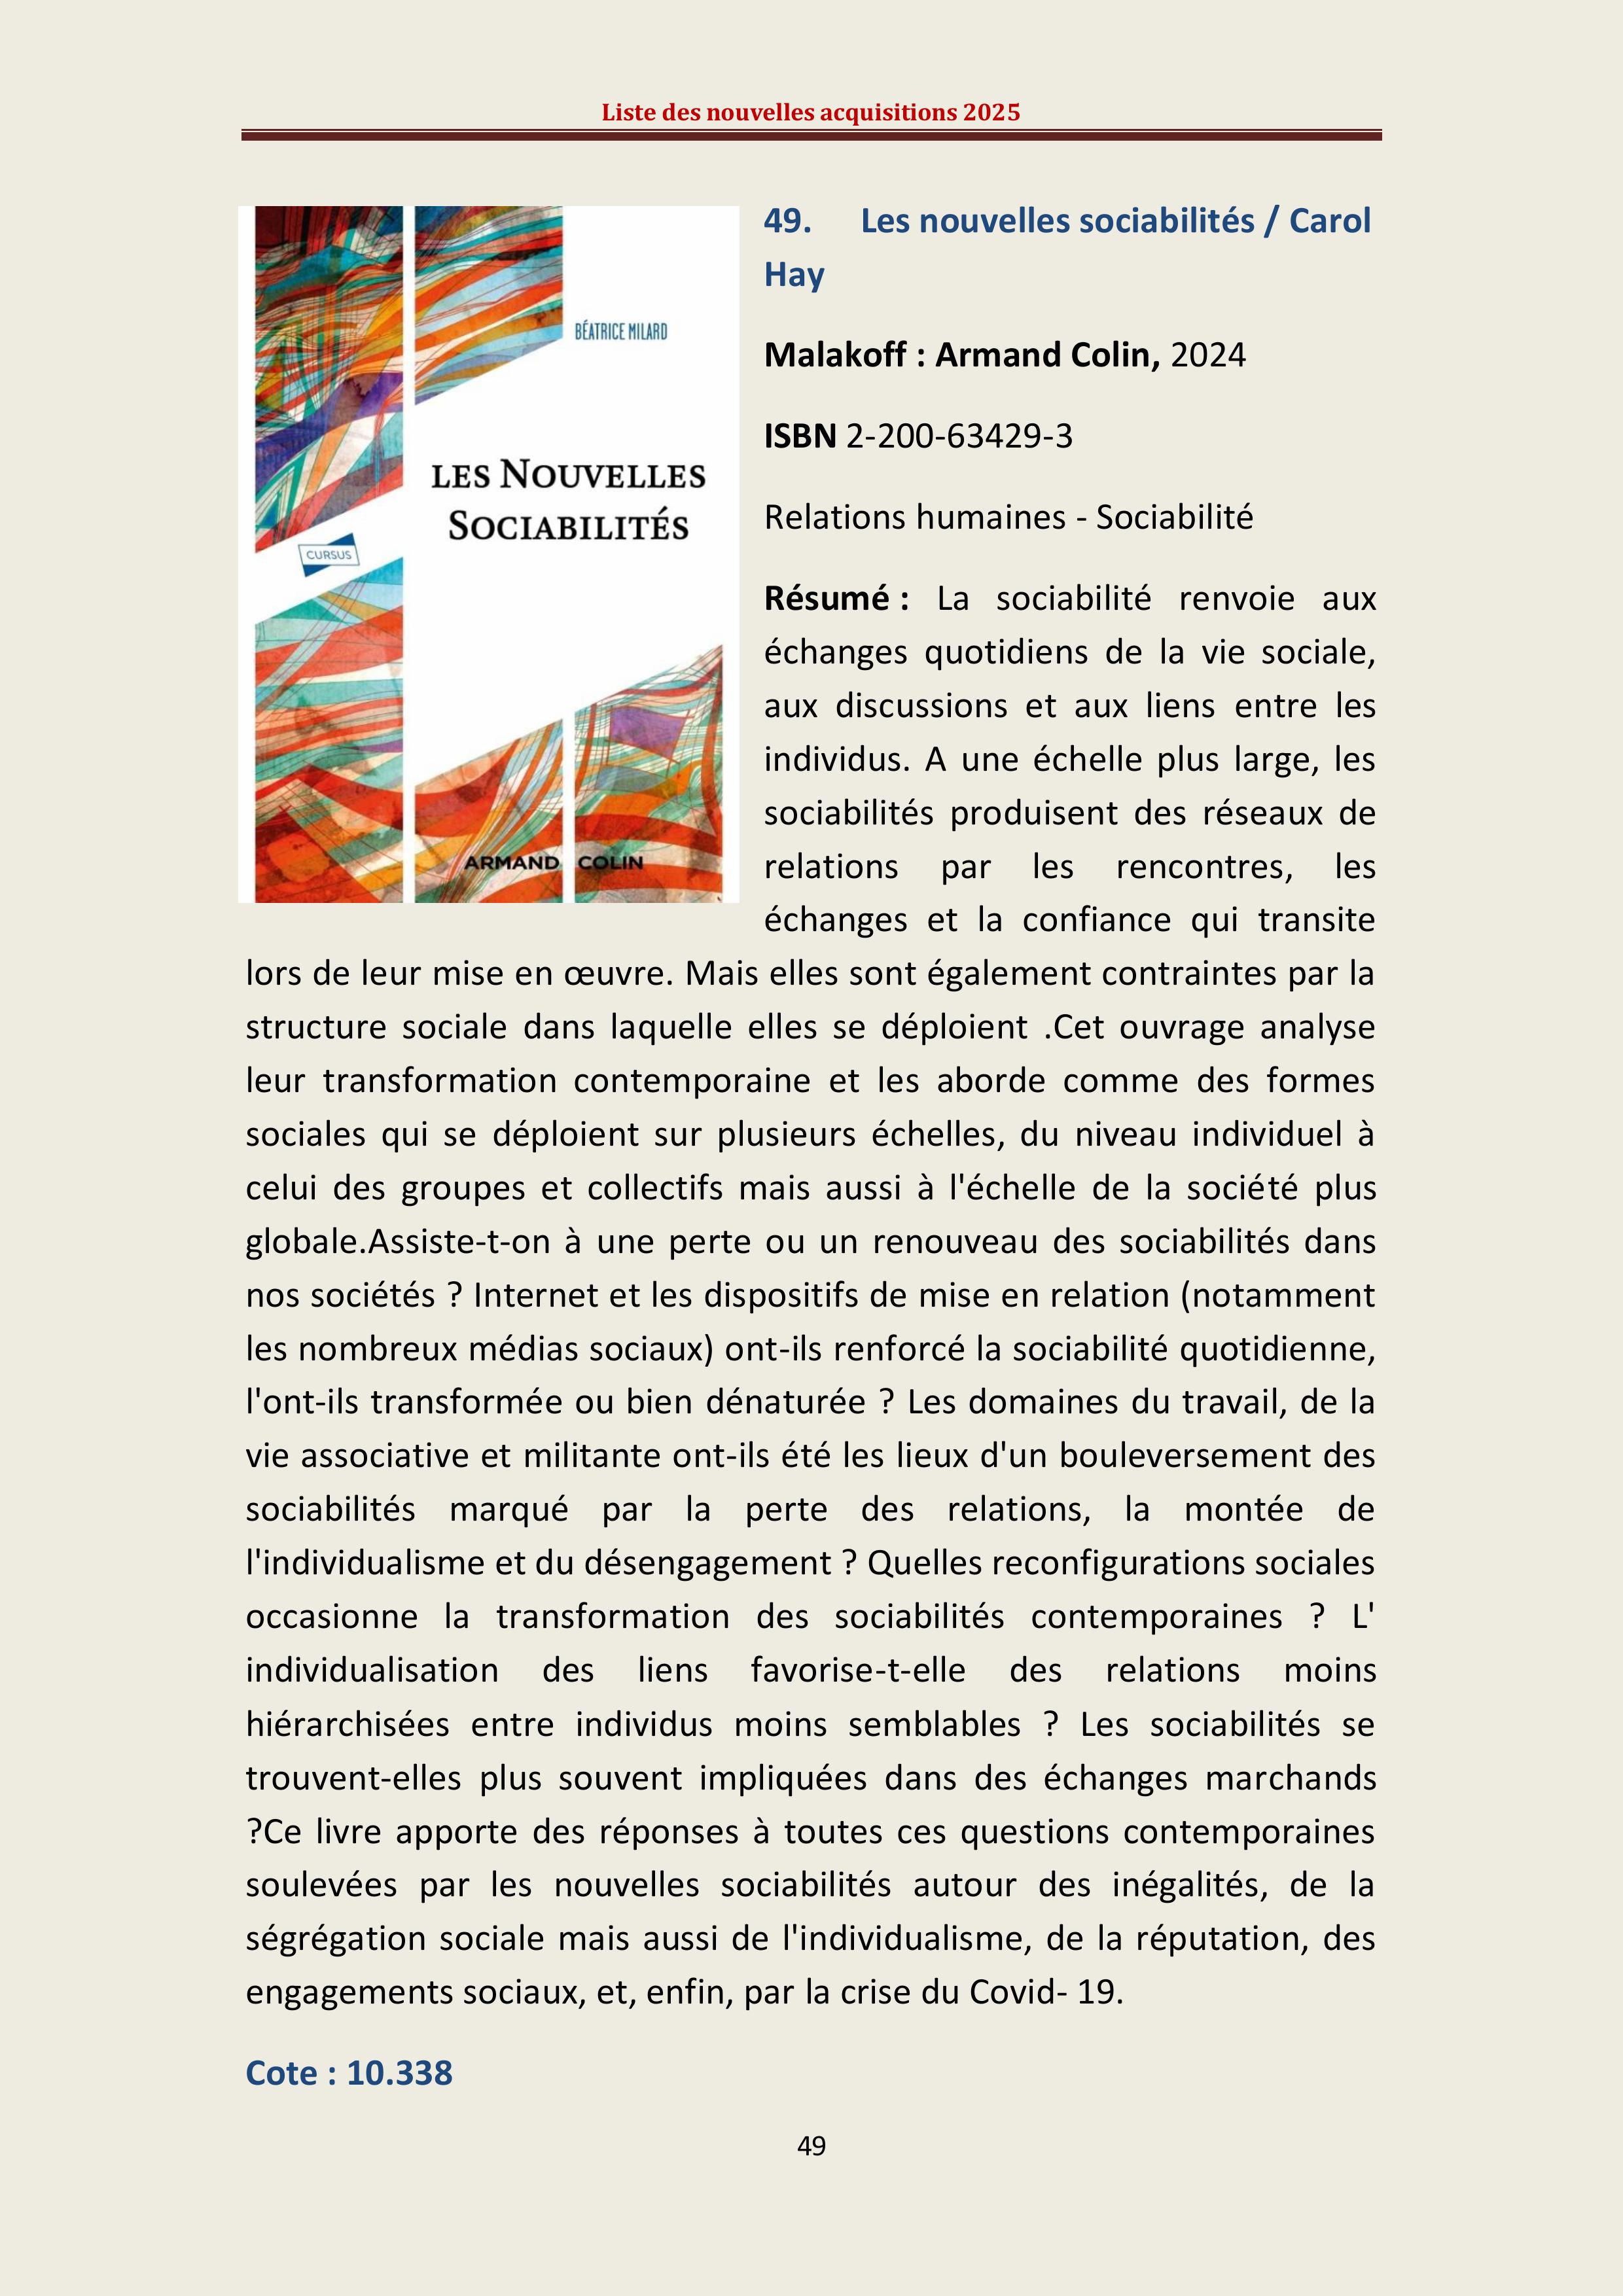 Liste des nouvelles acquisitions 2025
BÉATRICE MILARD
LES NOUVELLES
SOCIABILITÉS
CURSUS
ARMAND COLIN
49. Les nouvelles sociabilités / Carol
Hay
Malakoff : Armand Colin, 2024
ISBN 2-200-63429-3
Relations humaines - Sociabilité
Résumé : La sociabilité renvoie aux
échanges quotidiens de la vie sociale,
aux discussions et aux liens entre les
individus. A une échelle plus large, les
sociabilités produisent des réseaux de
relations par les rencontres, les
échanges et la confiance qui transite
lors de leur mise en œuvre. Mais elles sont également contraintes par la
structure sociale dans laquelle elles se déploient .Cet ouvrage analyse
leur transformation contemporaine et les aborde comme des formes
sociales qui se déploient sur plusieurs échelles, du niveau individuel à
celui des groupes et collectifs mais aussi à l'échelle de la société plus
globale.Assiste-t-on à une perte ou un renouveau des sociabilités dans
nos sociétés ? Internet et les dispositifs de mise en relation (notamment
les nombreux médias sociaux) ont-ils renforcé la sociabilité quotidienne,
l'ont-ils transformée ou bien dénaturée ? Les domaines du travail, de la
vie associative et militante ont-ils été les lieux d'un bouleversement des
sociabilités marqué par la perte des relations, la montée de
l'individualisme et du désengagement ? Quelles reconfigurations sociales
occasionne la transformation des sociabilités contemporaines ? L'
individualisation des liens favorise-t-elle des relations moins
hiérarchisées entre individus moins semblables ? Les sociabilités se
trouvent-elles plus souvent impliquées dans des échanges marchands
?Ce livre apporte des réponses à toutes ces questions contemporaines
soulevées par les nouvelles sociabilités autour des inégalités, de la
ségrégation sociale mais aussi de l'individualisme, de la réputation, des
engagements sociaux, et, enfin, par la crise du Covid- 19.
Cote : 10.338
49